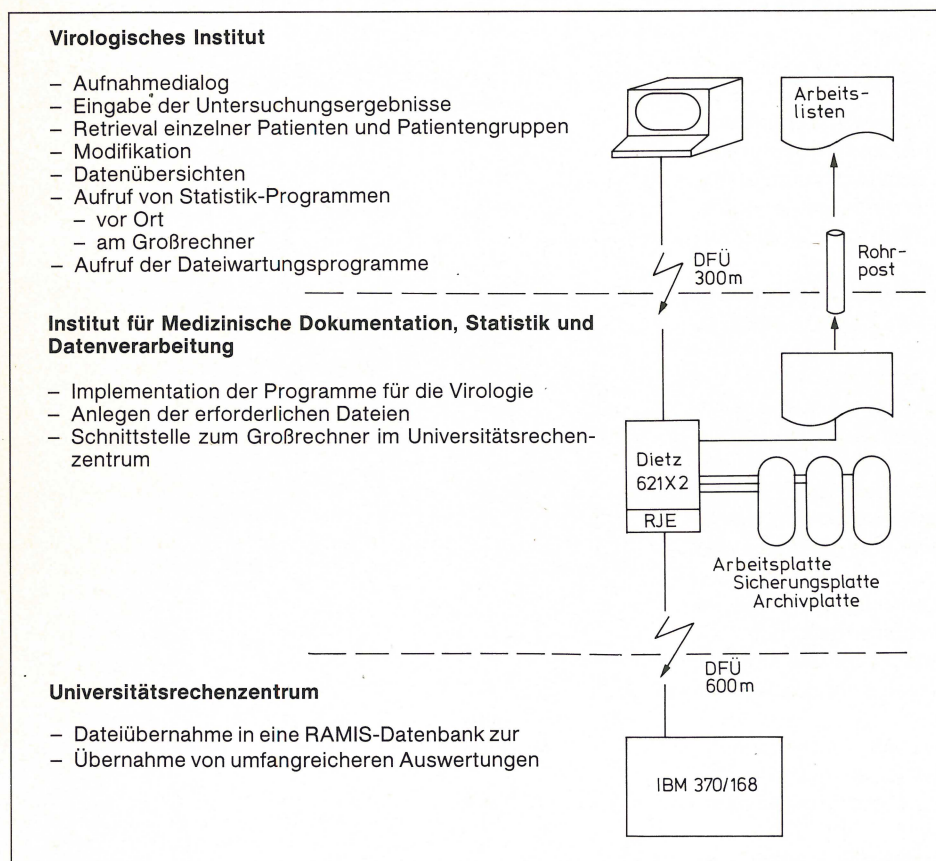 Virologisches Institut
– Aufnahmedialog
– Eingabe der Untersuchungsergebnisse
– Retrieval einzelner Patienten und Patientengruppen
– Modifikation
– Datenübersichten
– Aufruf von Statistik-Programmen
– vor Ort
– am Großrechner
– Aufruf der Dateiwartungsprogramme
Arbeits-
listen
DFÜ
300m
Rohr-
post
Institut für Medizinische Dokumentation, Statistik und
Datenverarbeitung
– Implementation der Programme für die Virologie
– Anlegen der erforderlichen Dateien
– Schnittstelle zum Großrechner im Universitätsrechen-
zentrum
Dietz
621X2
RJE
Arbeitsplatte
Sicherungsplatte
Archivplatte
DFÜ
600m
Universitätsrechenzentrum
– Dateiübernahme in eine RAMIS-Datenbank zur
– Übernahme von umfangreicheren Auswertungen
IBM 370/168